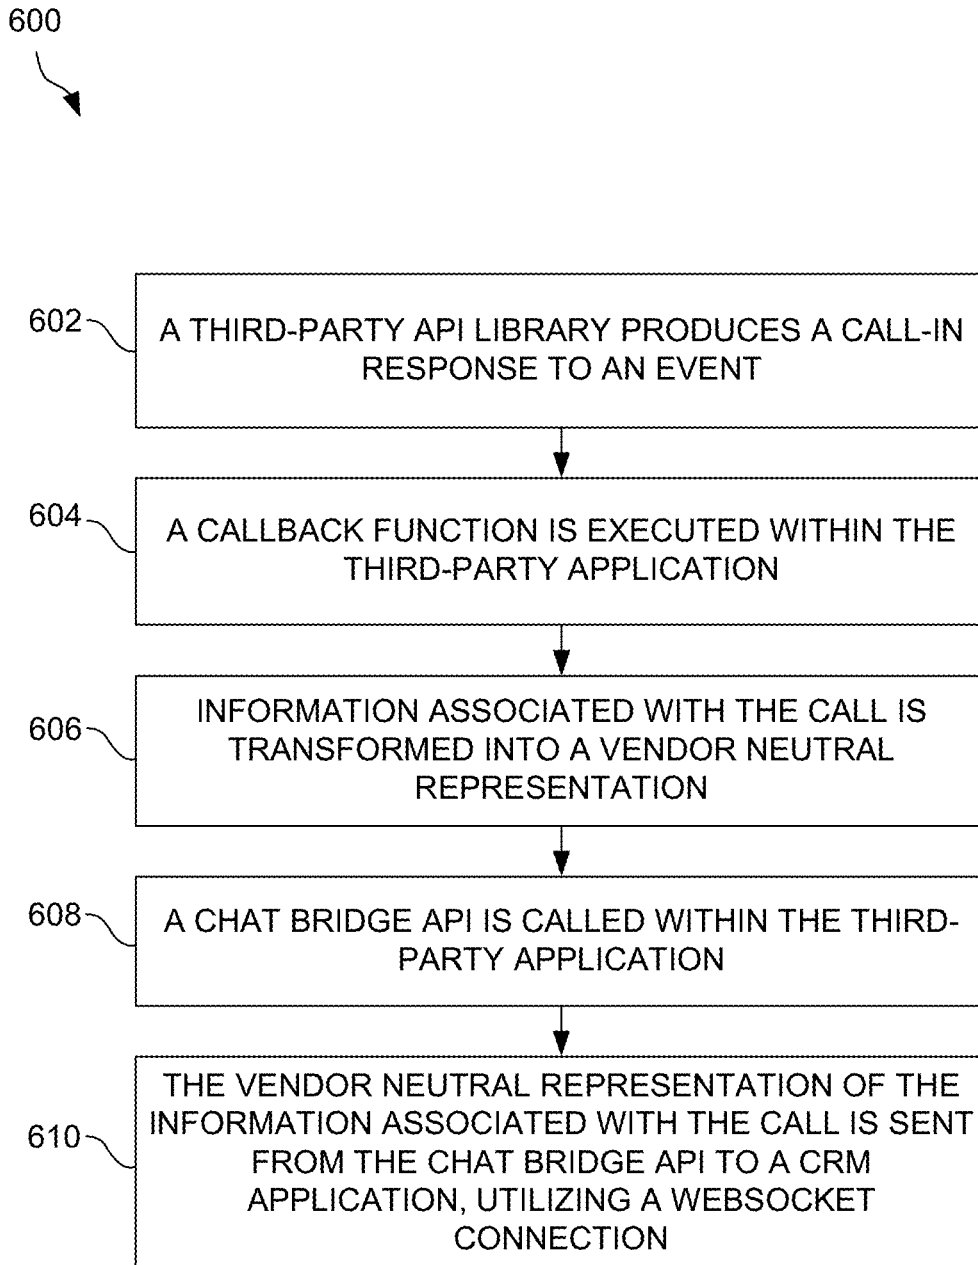 600
602
A THIRD-PARTY API LIBRARY PRODUCES A CALL-IN
RESPONSE TO AN EVENT
604
A CALLBACK FUNCTION IS EXECUTED WITHIN THE
THIRD-PARTY APPLICATION
606
INFORMATION ASSOCIATED WITH THE CALL IS
TRANSFORMED INTO A VENDOR NEUTRAL
REPRESENTATION
608
A CHAT BRIDGE API IS CALLED WITHIN THE THIRD-
PARTY APPLICATION
610
THE VENDOR NEUTRAL REPRESENTATION OF THE
INFORMATION ASSOCIATED WITH THE CALL IS SENT
FROM THE CHAT BRIDGE API TO A CRM
APPLICATION, UTILIZING A WEBSOCKET
CONNECTION